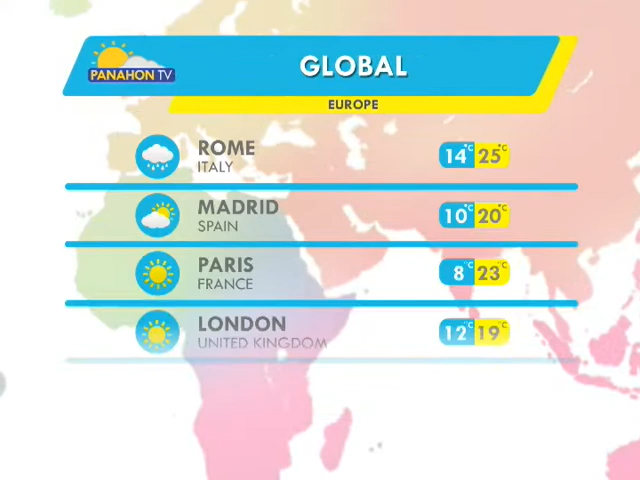 PANAHON TV
GLOBAL
EUROPE
ROME
ITALY
14°C 25°C
MADRID
SPAIN
10°C 20°C
PARIS
FRANCE
8°C 23°C
LONDON
UNITED KINGDOM
12°C 19°C